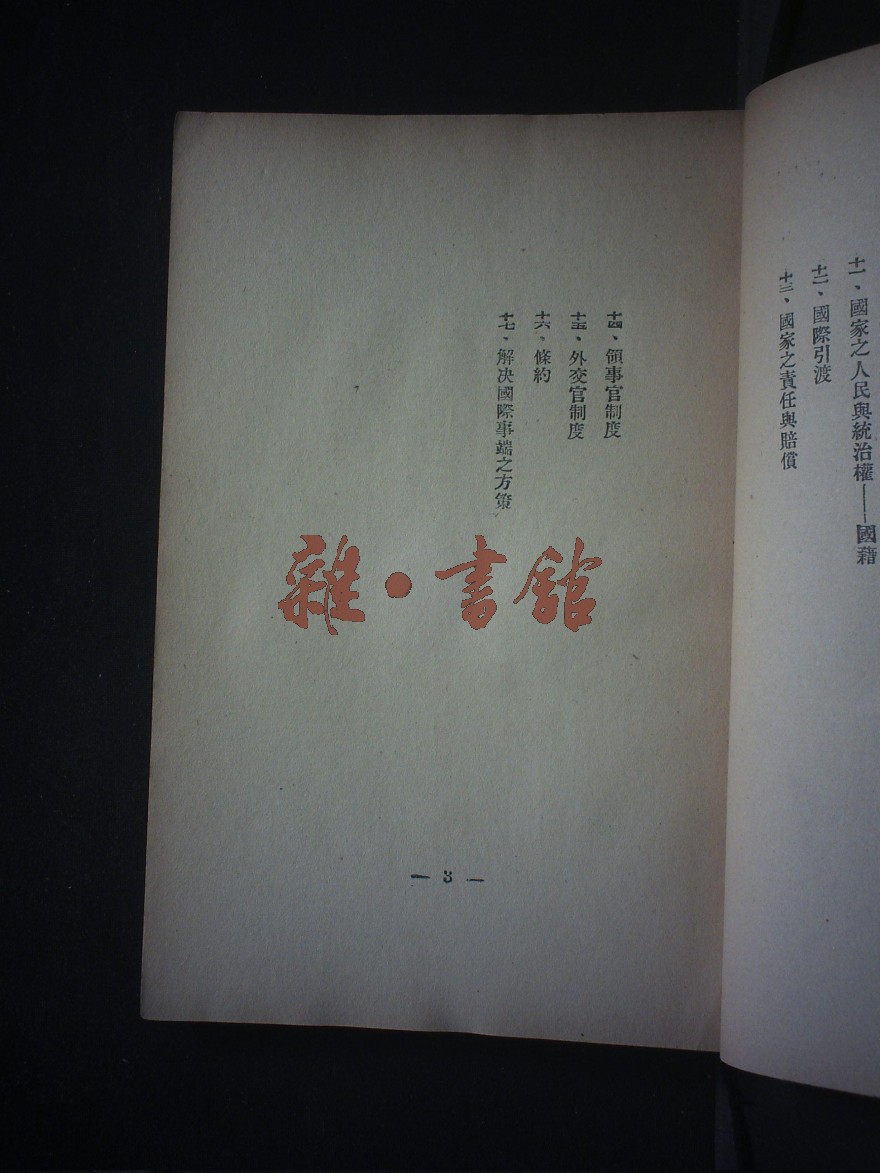 十一、國家之人民與統治權——國藉
十二、國際引渡
十三、國家之責任與賠償
十四、領事官制度
十五、外交官制度
十六、條約
十七、解決國際事端之方策
雜·書館
— 3 —